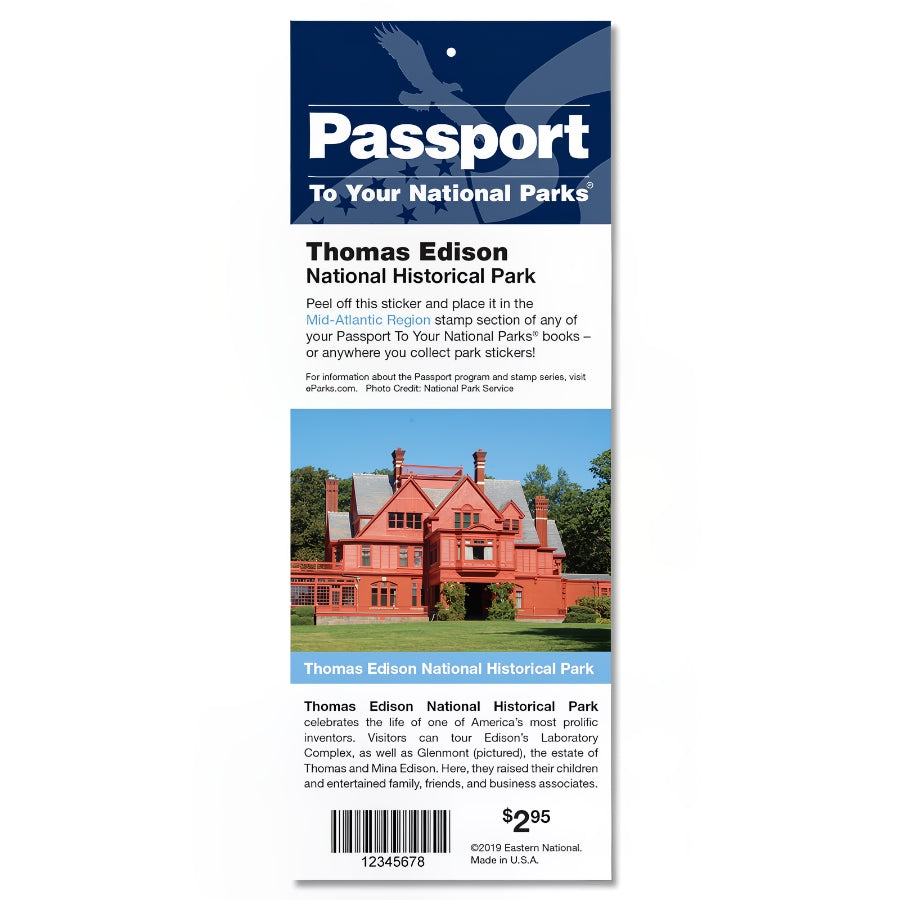 Passport
To Your National Parks®
Thomas Edison
National Historical Park
Peel off this sticker and place it in the
Mid-Atlantic Region stamp section of any of
your Passport To Your National Parks® books –
or anywhere you collect park stickers!
For information about the Passport program and stamp series, visit
eParks.com. Photo Credit: National Park Service
Thomas Edison National Historical Park
Thomas Edison National Historical Park
celebrates the life of one of America's most prolific
inventors. Visitors can tour Edison's Laboratory
Complex, as well as Glenmont (pictured), the estate of
Thomas and Mina Edison. Here, they raised their children
and entertained family, friends, and business associates.
$2.95
12345678
©2019 Eastern National.
Made in U.S.A.